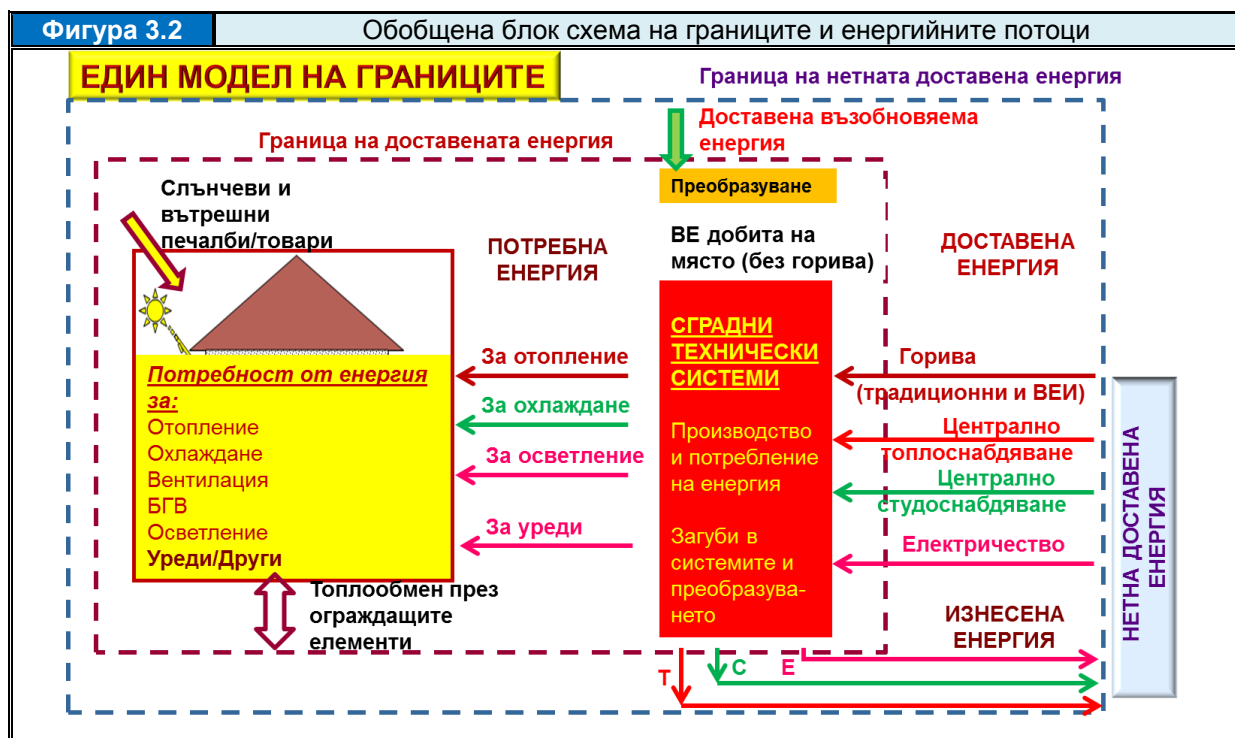 Фигура 3.2
Обобщена блок схема на границите и енергийните потоци
ЕДИН МОДЕЛ НА ГРАНИЦИТЕ
Граница на нетната доставена енергия
Доставена възобновяема
енергия
Граница на доставената енергия
Преобразуване
Слънчеви и
вътрешни
печалби/товари
ВЕ добита на
място (без горива)
ПОТРЕБНА
ЕНЕРГИЯ
ДОСТАВЕНА
ЕНЕРГИЯ
Потребност от енергия
за:
Отопление
Охлаждане
Вентилация
БГВ
Осветление
Уреди/Други
За отопление
За охлаждане
За осветление
За уреди
СГРАДНИ
ТЕХНИЧЕСКИ
СИСТЕМИ
Производство
и потребление
на енергия
Загуби в
системите и
преобразува-
нето
Горива
(традиционни и ВЕИ)
Централно
топлоснабдяване
Централно
студоснабдяване
Електричество
НЕТНА ДОСТАВЕНА
ЕНЕРГИЯ
Топлообмен през
ограждащите
елементи
ИЗНЕСЕНА
ЕНЕРГИЯ
Т
С
Е